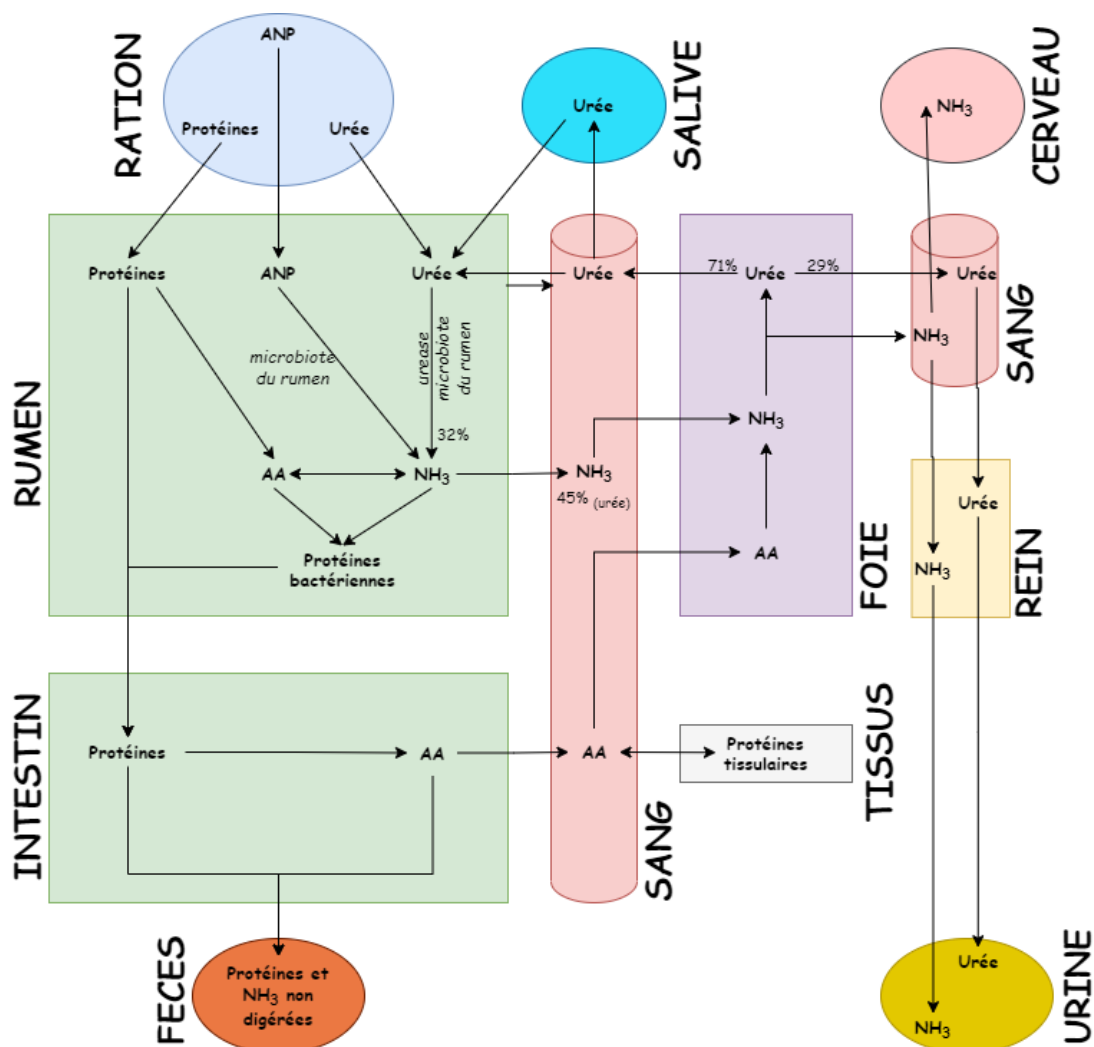 RATION
ANP
Protéines
Urée
SALIVE
Urée
CERVEAU
NH₃
RUMEN
Protéines
ANP
Urée
microbiote
du rumen
urease
microbiote
du rumen
32%
AA
NH₃
Protéines
bactériennes
SANG
Urée
NH₃
45% (urée)
AA
FOIE
71%
Urée
29%
NH₃
AA
SANG
Urée
NH₃
REIN
Urée
NH₃
INTESTIN
Protéines
AA
TISSUS
Protéines
tissulaires
FECES
Protéines et
NH₃ non
digérées
URINE
Urée
NH₃